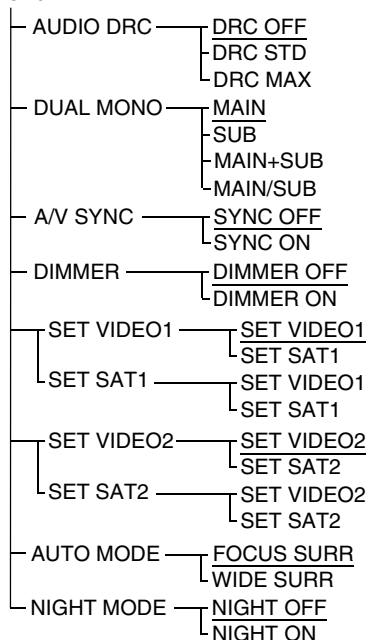 AUDIO DRC DRC OFF
DRC STD
DRC MAX
DUAL MONO MAIN
SUB
MAIN+SUB
MAIN/SUB
A/V SYNC SYNC OFF
SYNC ON
DIMMER DIMMER OFF
DIMMER ON
SET VIDEO1 SET VIDEO1
SET SAT1
SET SAT1 SET VIDEO1
SET SAT1
SET VIDEO2 SET VIDEO2
SET SAT2
SET SAT2 SET VIDEO2
SET SAT2
AUTO MODE FOCUS SURR
WIDE SURR
NIGHT MODE NIGHT OFF
NIGHT ON